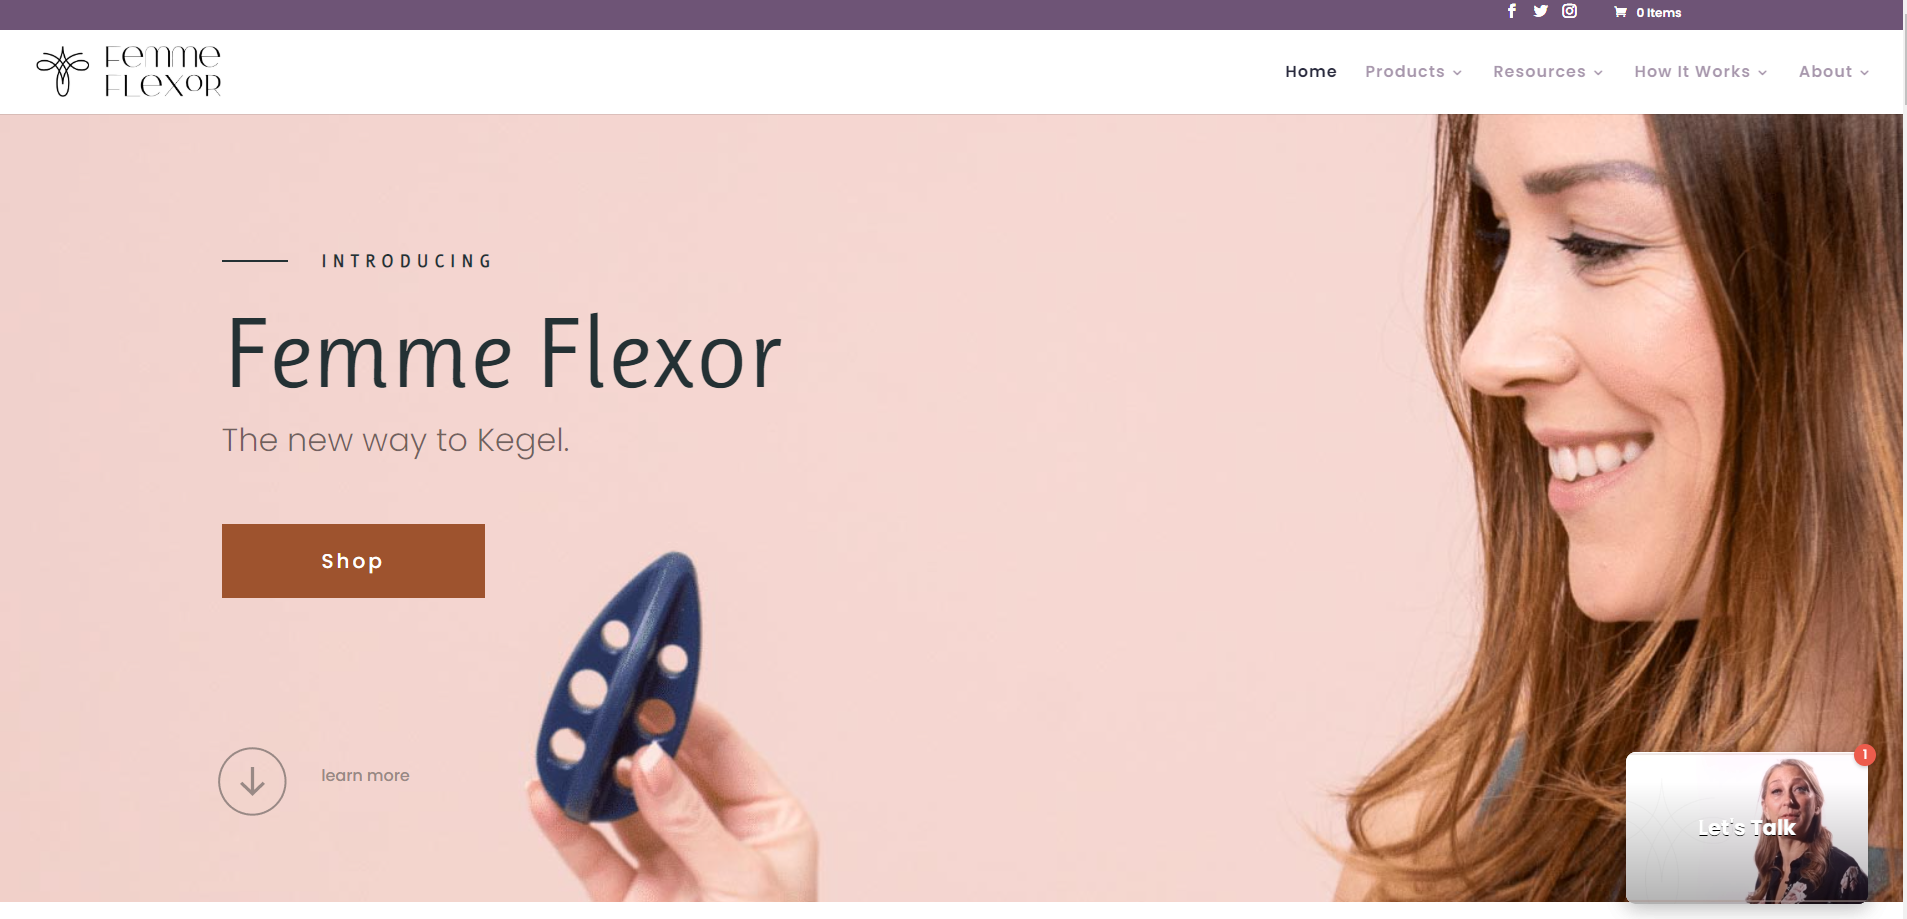 0 Items
Femme
FLexoR
Home Products Resources How It Works About
INTRODUCING
Femme Flexor
The new way to Kegel.
Shop
learn more
1
Let's Talk